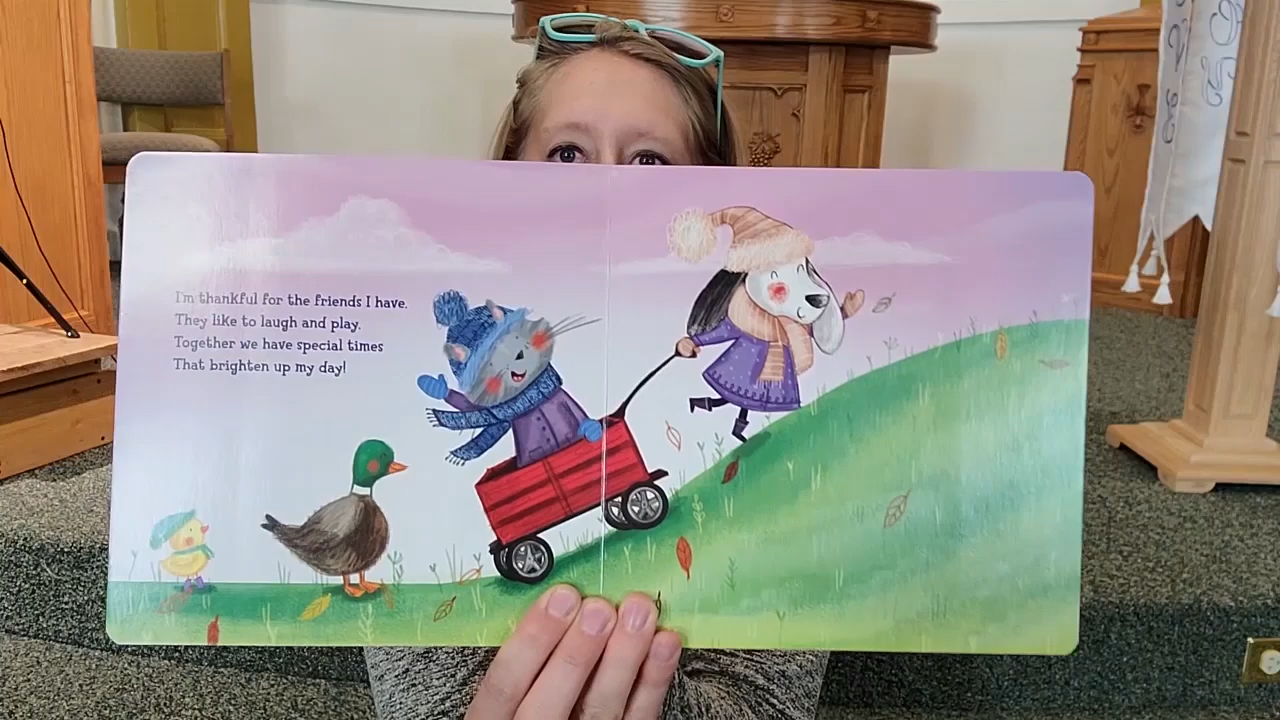 I'm thankful for the friends I have.
They like to laugh and play.
Together we have special times
That brighten up my day!